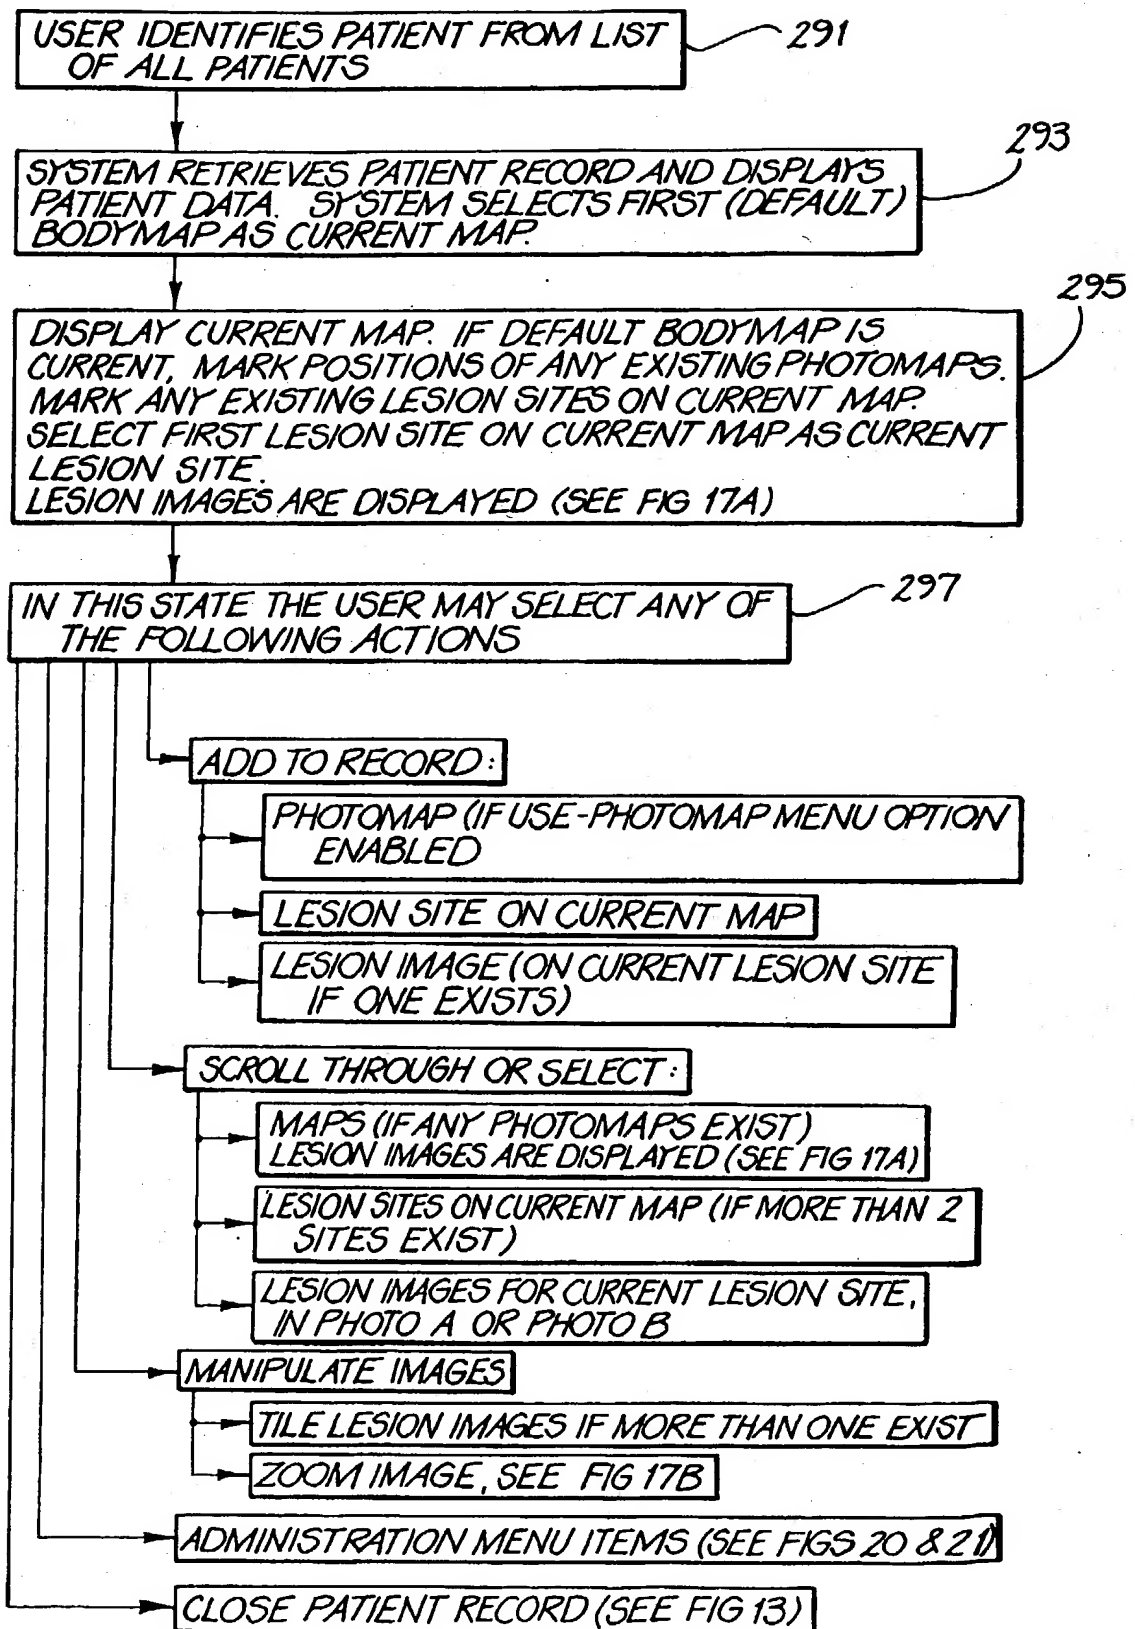 USER IDENTIFIES PATIENT FROM LIST
OF ALL PATIENTS
291
SYSTEM RETRIEVES PATIENT RECORD AND DISPLAYS
PATIENT DATA. SYSTEM SELECTS FIRST (DEFAULT)
BODYMAP AS CURRENT MAP.
293
DISPLAY CURRENT MAP. IF DEFAULT BODYMAP IS
CURRENT, MARK POSITIONS OF ANY EXISTING PHOTOMAPS.
MARK ANY EXISTING LESION SITES ON CURRENT MAP.
SELECT FIRST LESION SITE ON CURRENT MAP AS CURRENT
LESION SITE.
LESION IMAGES ARE DISPLAYED (SEE FIG 17A)
295
IN THIS STATE THE USER MAY SELECT ANY OF
THE FOLLOWING ACTIONS
297
ADD TO RECORD:
PHOTOMAP (IF USE-PHOTOMAP MENU OPTION
ENABLED
LESION SITE ON CURRENT MAP
LESION IMAGE (ON CURRENT LESION SITE
IF ONE EXISTS)
SCROLL THROUGH OR SELECT:
MAPS (IF ANY PHOTOMAPS EXIST)
LESION IMAGES ARE DISPLAYED (SEE FIG 17A)
LESION SITES ON CURRENT MAP (IF MORE THAN 2
SITES EXIST)
LESION IMAGES FOR CURRENT LESION SITE,
IN PHOTO A OR PHOTO B
MANIPULATE IMAGES
TILE LESION IMAGES IF MORE THAN ONE EXIST
ZOOM IMAGE, SEE FIG 17B
ADMINISTRATION MENU ITEMS (SEE FIGS 20 & 21)
CLOSE PATIENT RECORD (SEE FIG 13)